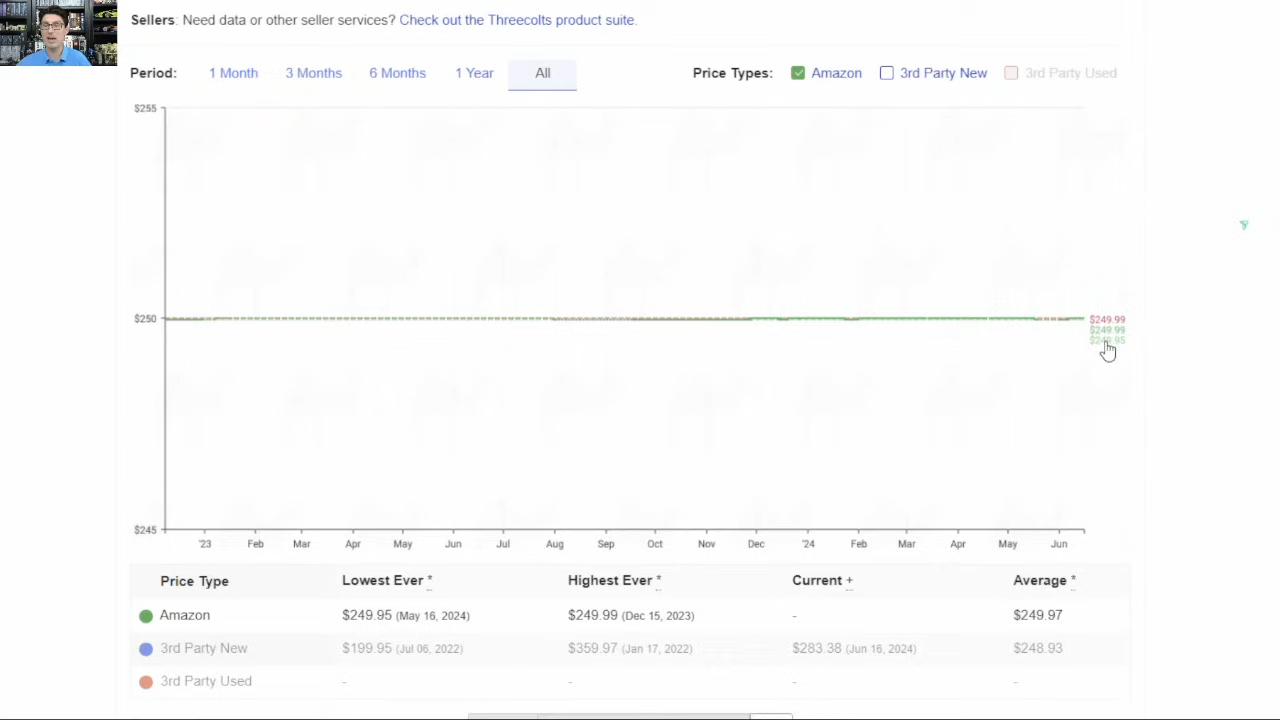 Sellers: Need data or other seller services? Check out the Threecolts product suite.
Period: 1 Month 3 Months 6 Months 1 Year All Price Types: Amazon 3rd Party New 3rd Party Used
$255
$250
$249.99
$249.99
$249.95
$245
'23 Feb Mar Apr May Jun Jul Aug Sep Oct Nov Dec '24 Feb Mar Apr May Jun
Price Type Lowest Ever * Highest Ever * Current + Average *
Amazon $249.95 (May 16, 2024) $249.99 (Dec 15, 2023) - $249.97
3rd Party New $199.95 (Jul 06, 2022) $359.97 (Jan 17, 2022) $283.38 (Jun 16, 2024) $248.93
3rd Party Used - - - -